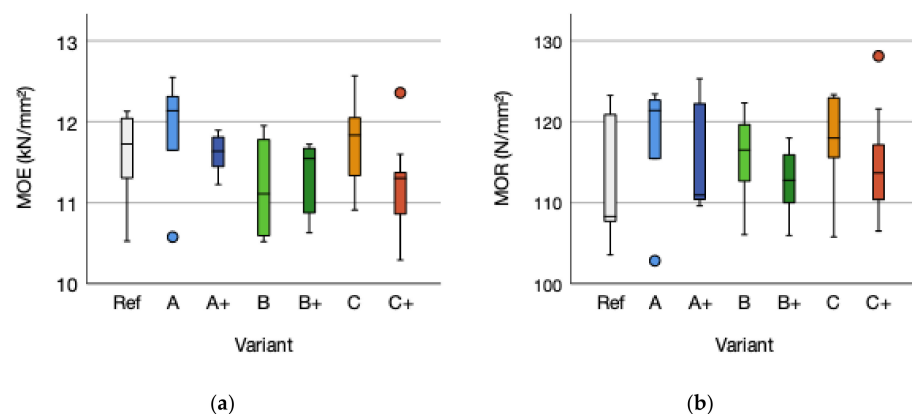 13
12
11
10
MOE (kN/mm²)
Ref A A+ B B+ C C+
Variant
(a)
130
120
110
100
MOR (N/mm²)
Ref A A+ B B+ C C+
Variant
(b)